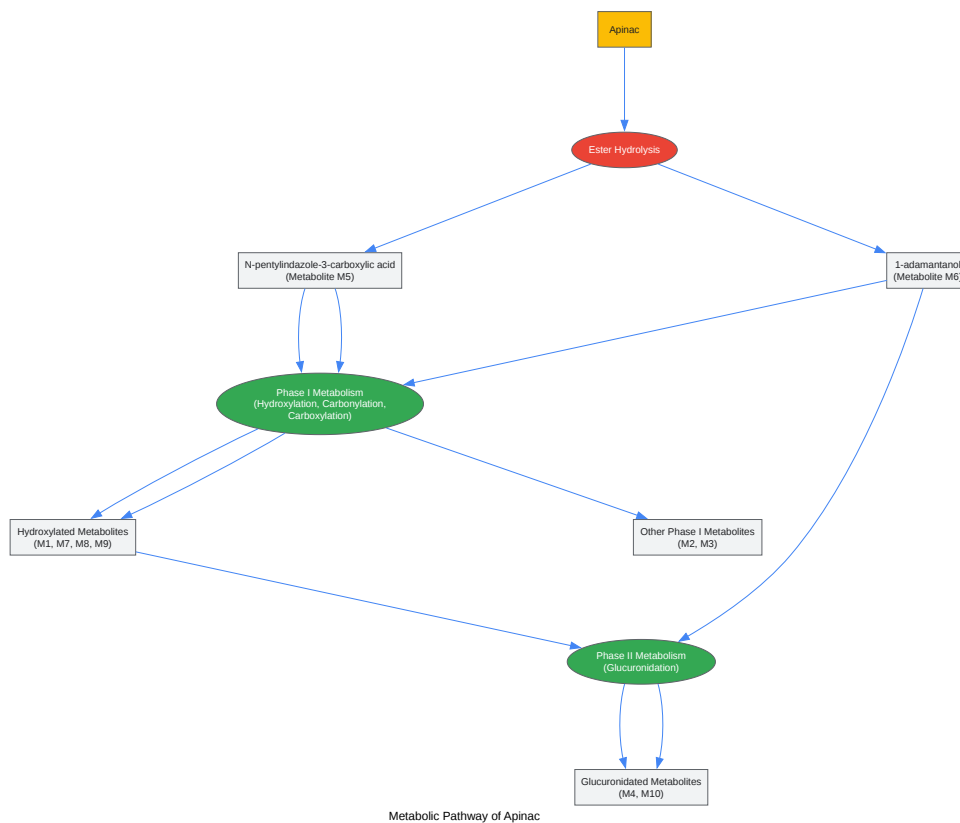 Apinac
Ester Hydrolysis
N-pentylindazole-3-carboxylic acid
(Metabolite M5)
1-adamantanol
(Metabolite M6)
Phase I Metabolism
(Hydroxylation, Carbonylation,
Carboxylation)
Hydroxylated Metabolites
(M1, M7, M8, M9)
Other Phase I Metabolites
(M2, M3)
Phase II Metabolism
(Glucuronidation)
Glucuronidated Metabolites
(M4, M10)
Metabolic Pathway of Apinac